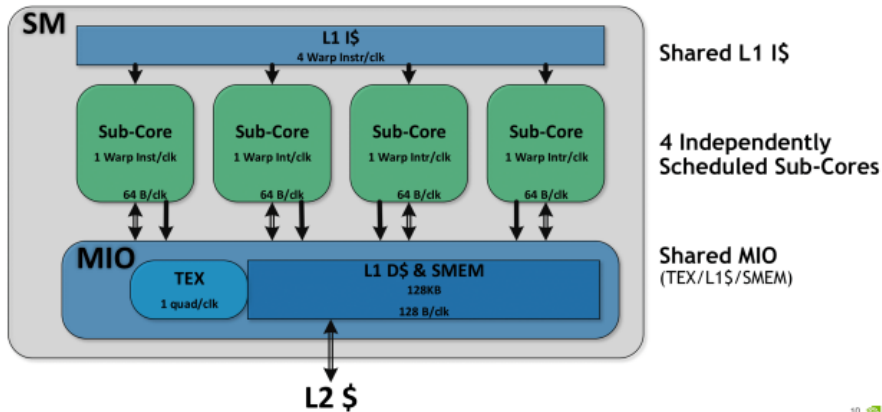 SM
L1 I$
4 Warp Instr/clk
Shared L1 I$
Sub-Core
1 Warp Inst/clk
64 B/clk
Sub-Core
1 Warp Int/clk
64 B/clk
Sub-Core
1 Warp Intr/clk
64 B/clk
Sub-Core
1 Warp Intr/clk
64 B/clk
4 Independently
Scheduled Sub-Cores
MIO
TEX
1 quad/clk
L1 D$ & SMEM
128KB
128 B/clk
Shared MIO
(TEX/L1$/SMEM)
L2 $
10